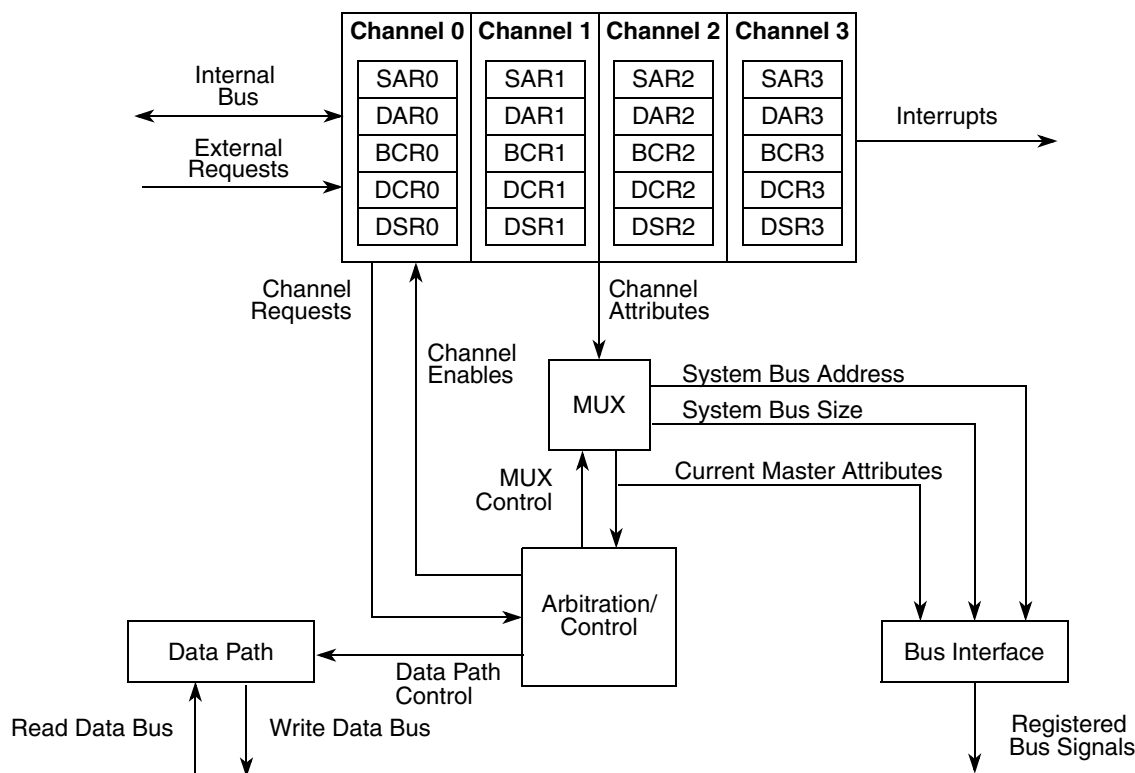 Channel 0 Channel 1 Channel 2 Channel 3
SAR0 SAR1 SAR2 SAR3
DAR0 DAR1 DAR2 DAR3
BCR0 BCR1 BCR2 BCR3
DCR0 DCR1 DCR2 DCR3
DSR0 DSR1 DSR2 DSR3
Internal
Bus
External
Requests
Interrupts
Channel
Requests
Channel
Enables
Channel
Attributes
MUX
System Bus Address
System Bus Size
Current Master Attributes
MUX
Control
Arbitration/
Control
Data Path
Data Path
Control
Bus Interface
Read Data Bus
Write Data Bus
Registered
Bus Signals